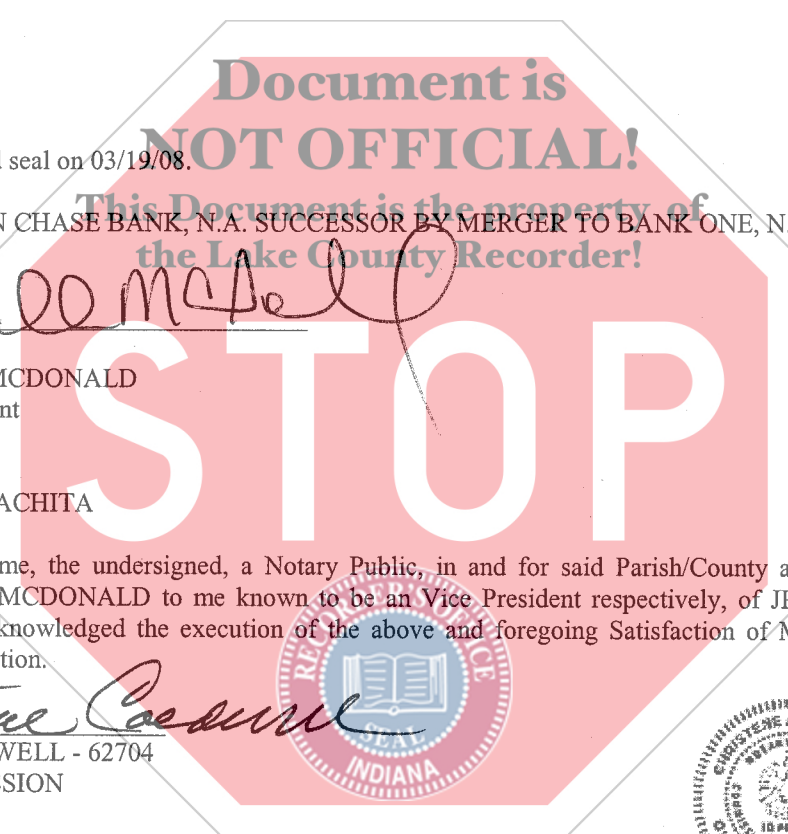 Document is
NOT OFFICIAL!
d seal on 03/19/08.
This Document is the property of
N CHASE BANK, N.A. SUCCESSOR BY MERGER TO BANK ONE, N.
the Lake County Recorder!
MCDONALD
nt
STOP
ACHITA
me, the undersigned, a Notary Public, in and for said Parish/County a
MCDONALD to me known to be an Vice President respectively, of JP
knowledged the execution of the above and foregoing Satisfaction of M
tion.
RECORDER'S OFFICE
SEAL
INDIANA
WELL - 62704
SION